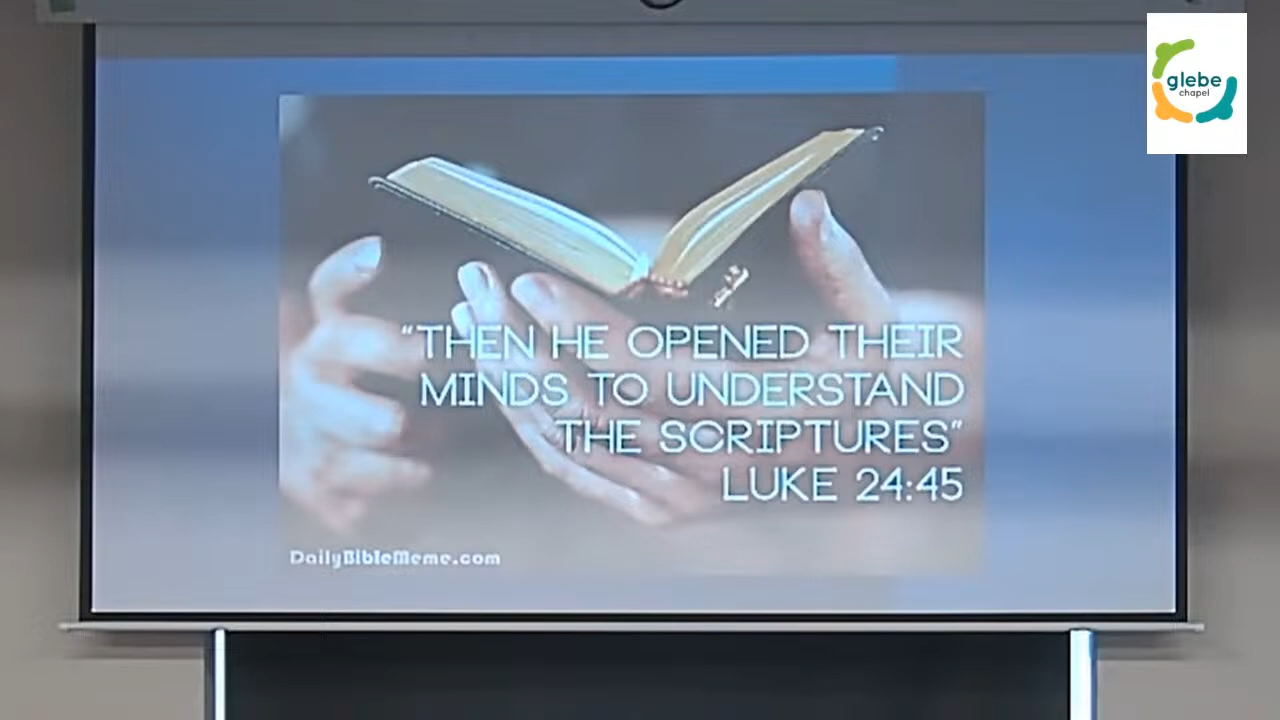 glebe
chapel
“THEN HE OPENED THEIR
MINDS TO UNDERSTAND
THE SCRIPTURES”
LUKE 24:45
DailyBibleMeme.com